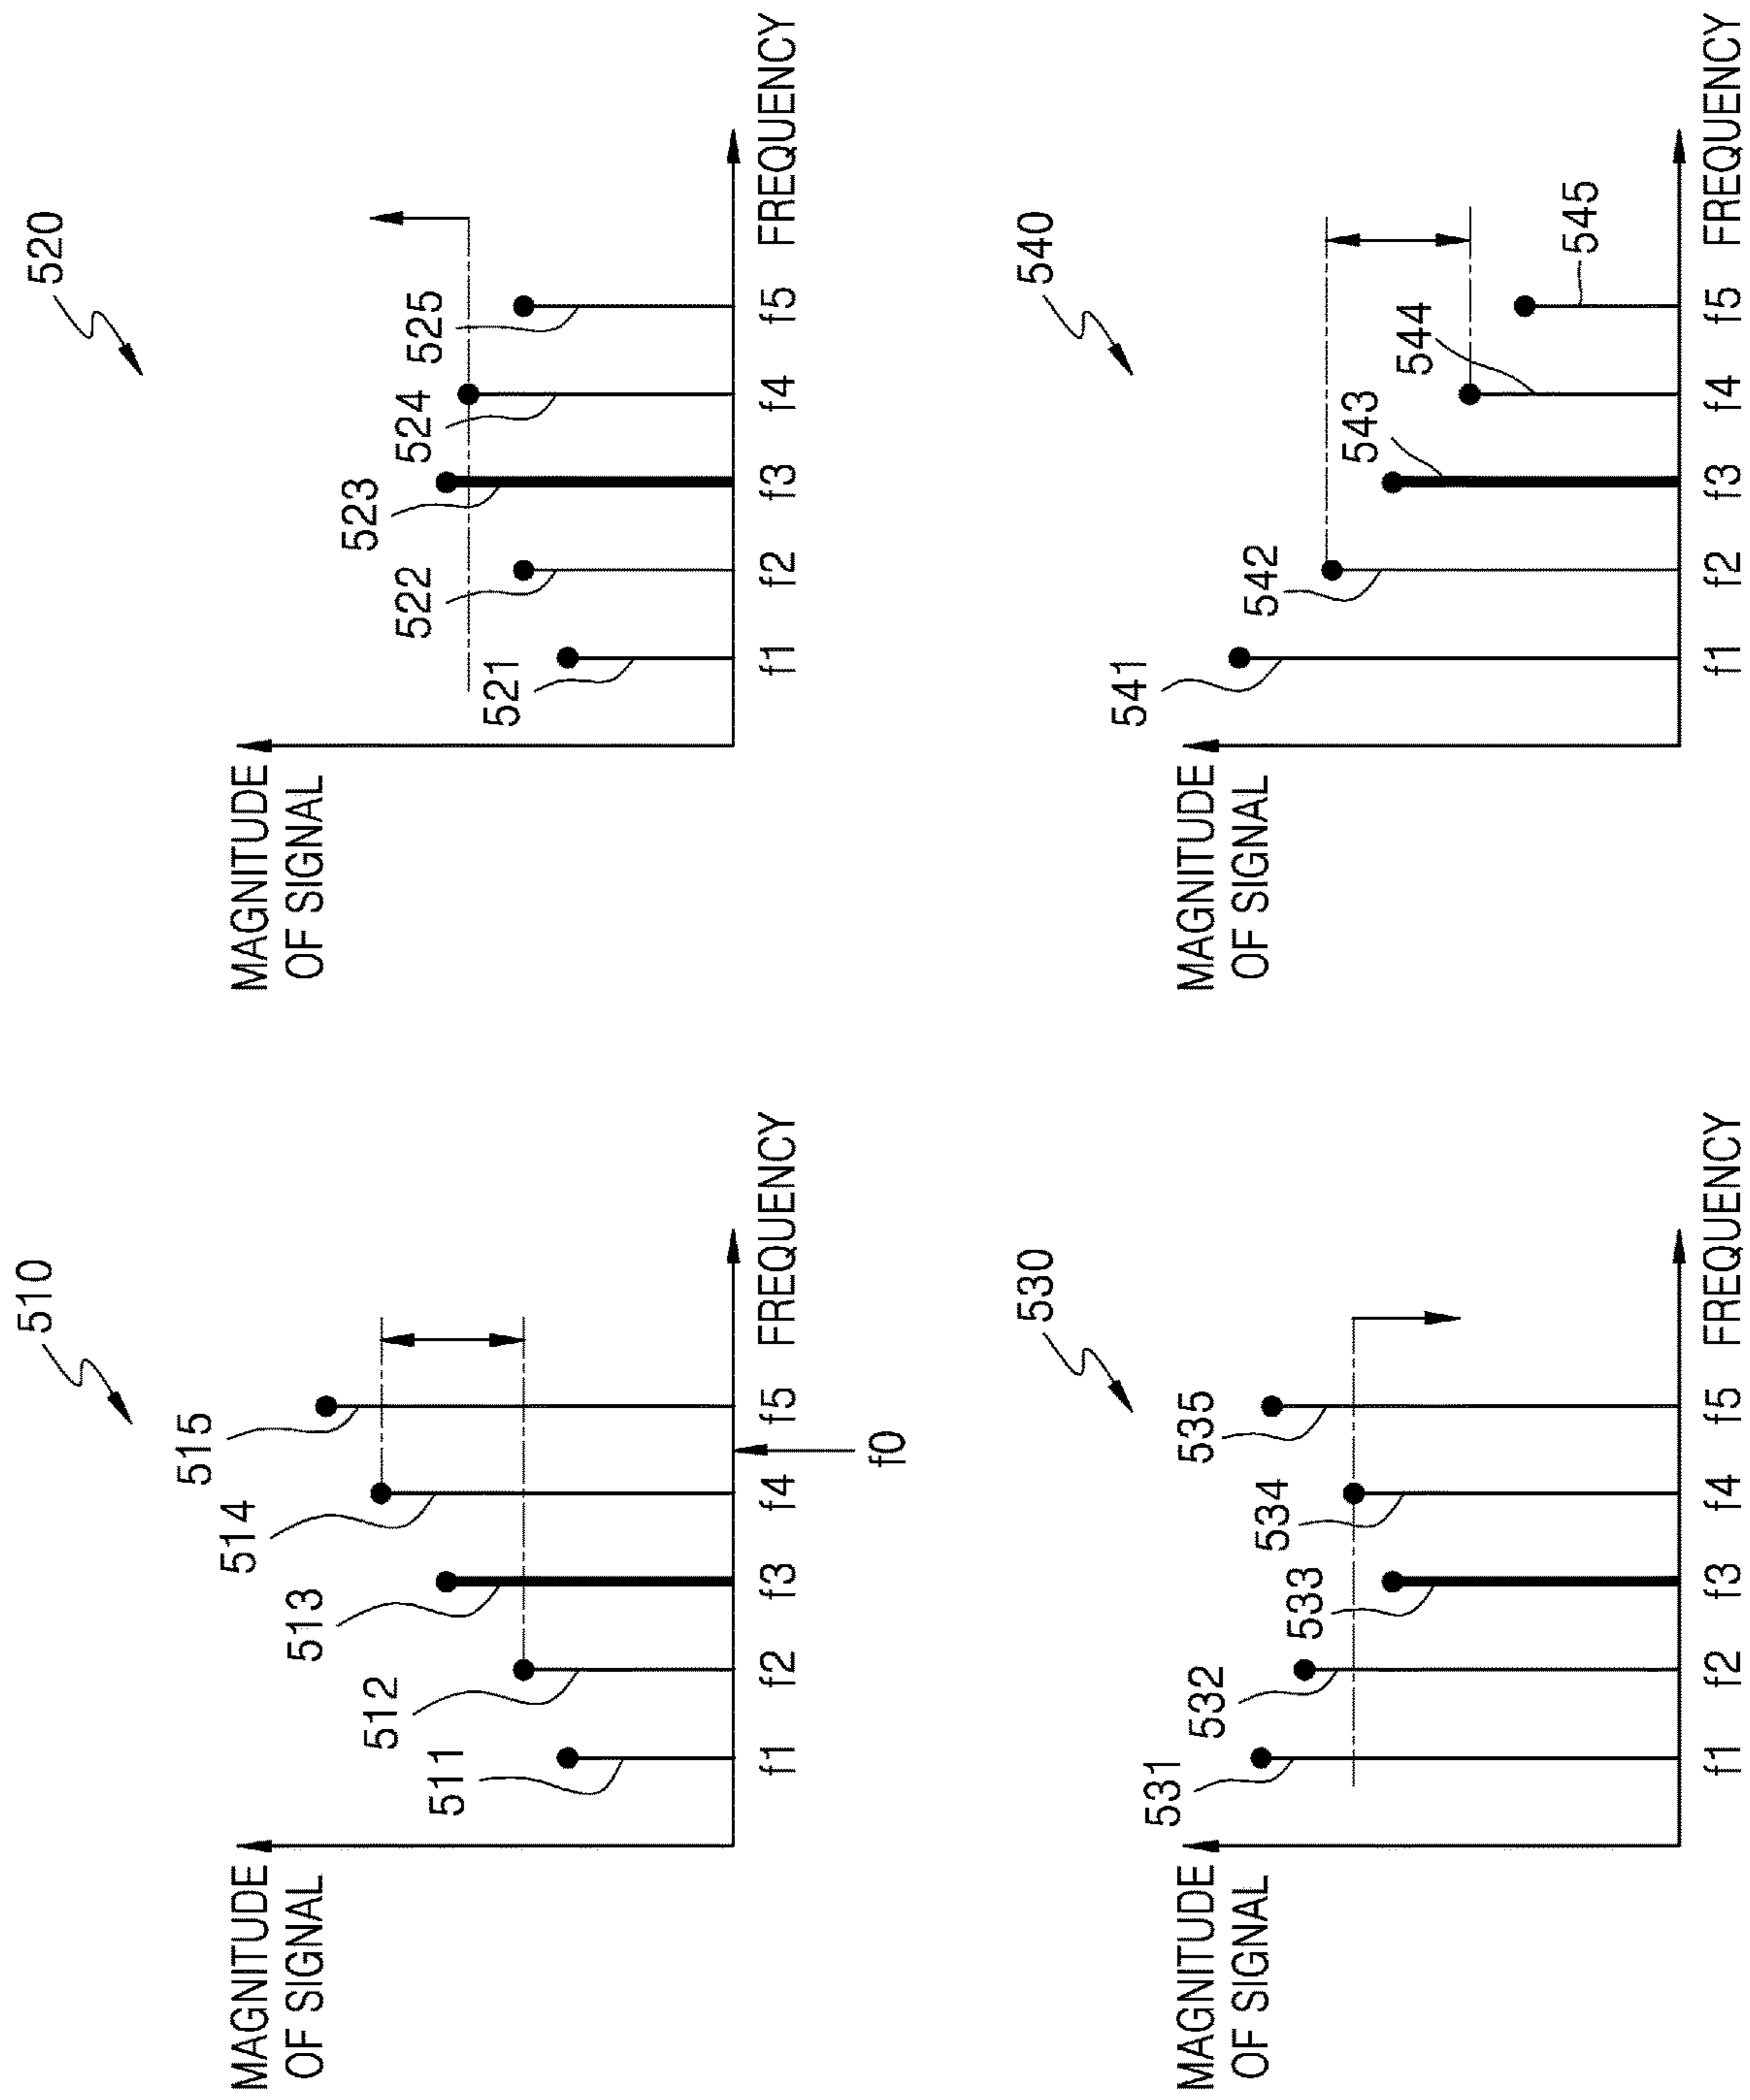 510
MAGNITUDE
OF SIGNAL
511
512
513
514
515
f1 f2 f3 f4 f5 FREQUENCY
f0
520
MAGNITUDE
OF SIGNAL
521
522
523
524
525
f1 f2 f3 f4 f5 FREQUENCY
530
MAGNITUDE
OF SIGNAL
531
532
533
534
535
f1 f2 f3 f4 f5 FREQUENCY
540
MAGNITUDE
OF SIGNAL
541
542
543
544
545
f1 f2 f3 f4 f5 FREQUENCY